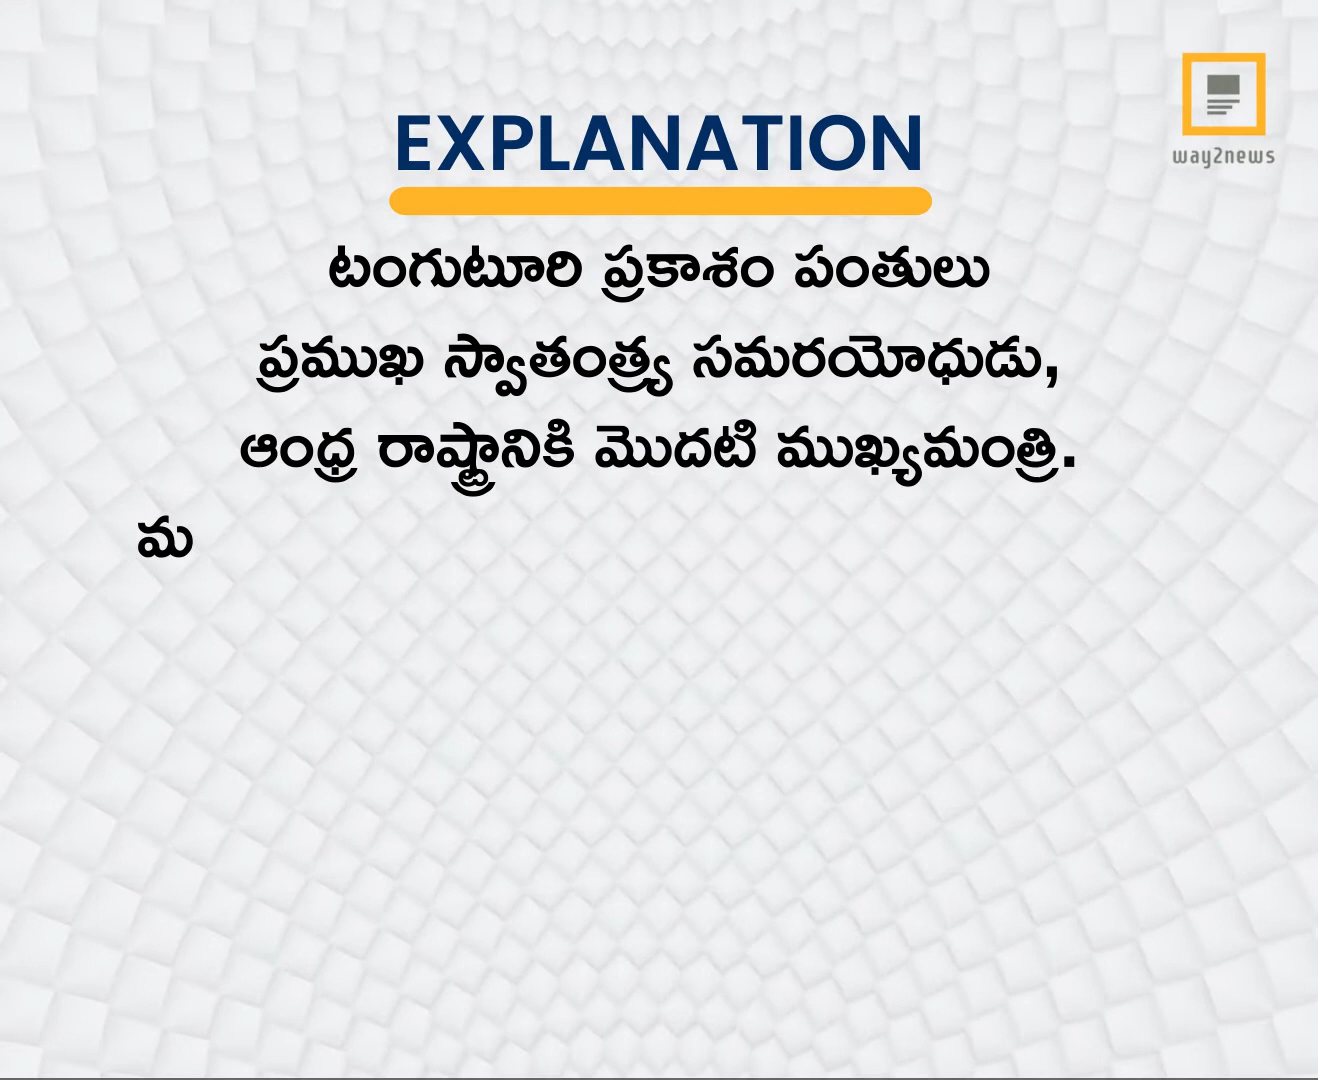 way2news
EXPLANATION
టంగుటూరి ప్రకాశం పంతులు
ప్రముఖ స్వాతంత్ర్య సమరయోధుడు,
ఆంధ్ర రాష్ట్రానికి మొదటి ముఖ్యమంత్రి.
మ